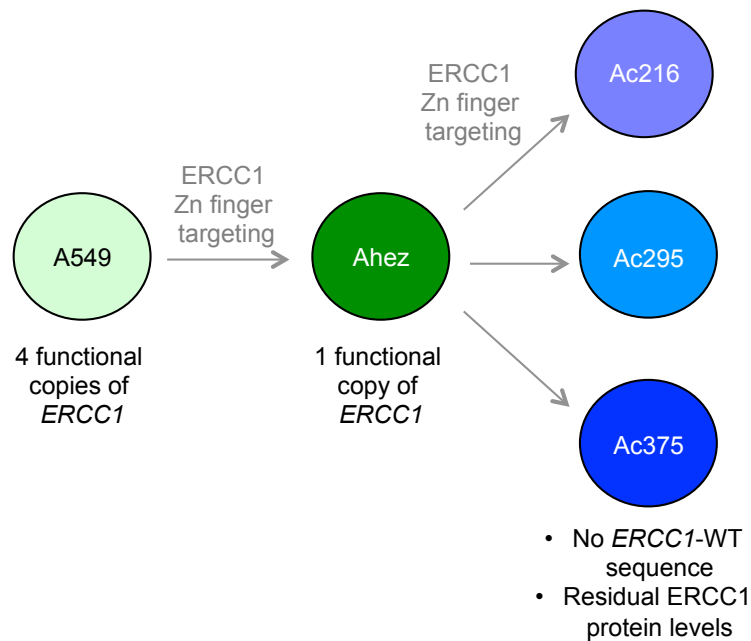 A549
4 functional
copies of
ERCC1
ERCC1
Zn finger
targeting
Ahez
1 functional
copy of
ERCC1
ERCC1
Zn finger
targeting
Ac216
Ac295
Ac375
• No ERCC1-WT
sequence
• Residual ERCC1
protein levels